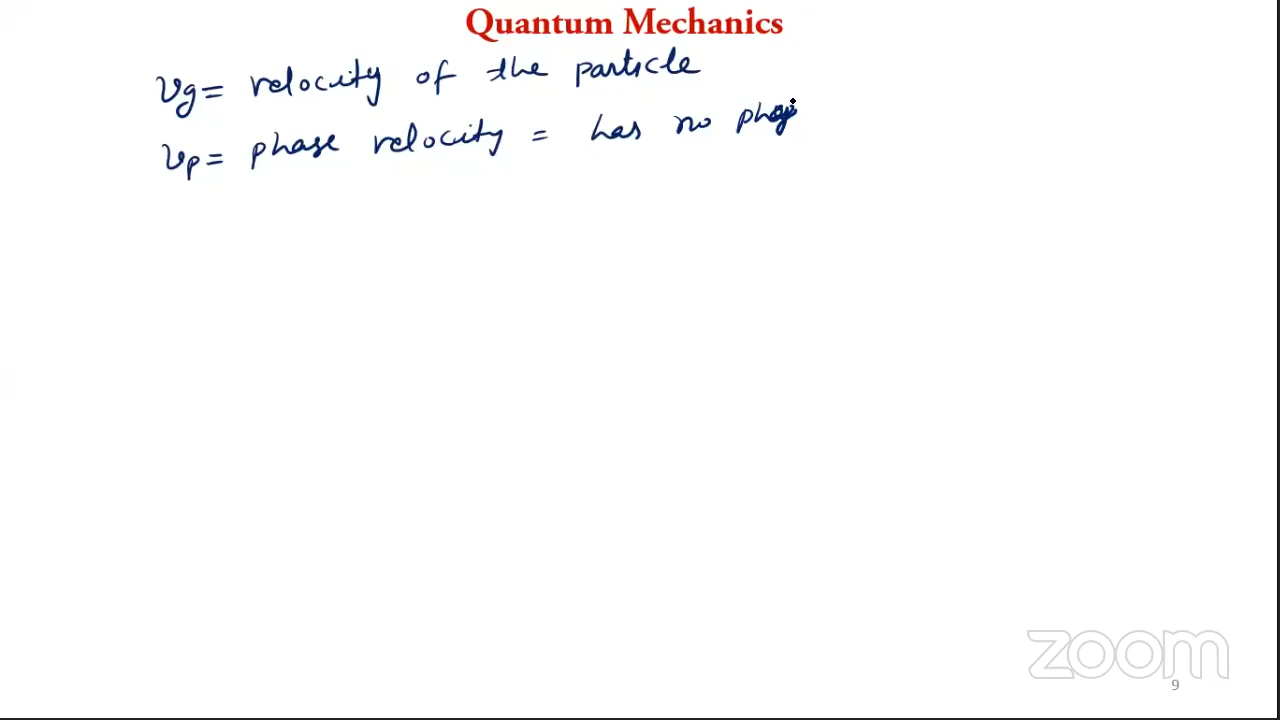 Quantum Mechanics
vg = velocity of the particle
vp = phase velocity = has no
zoom
9